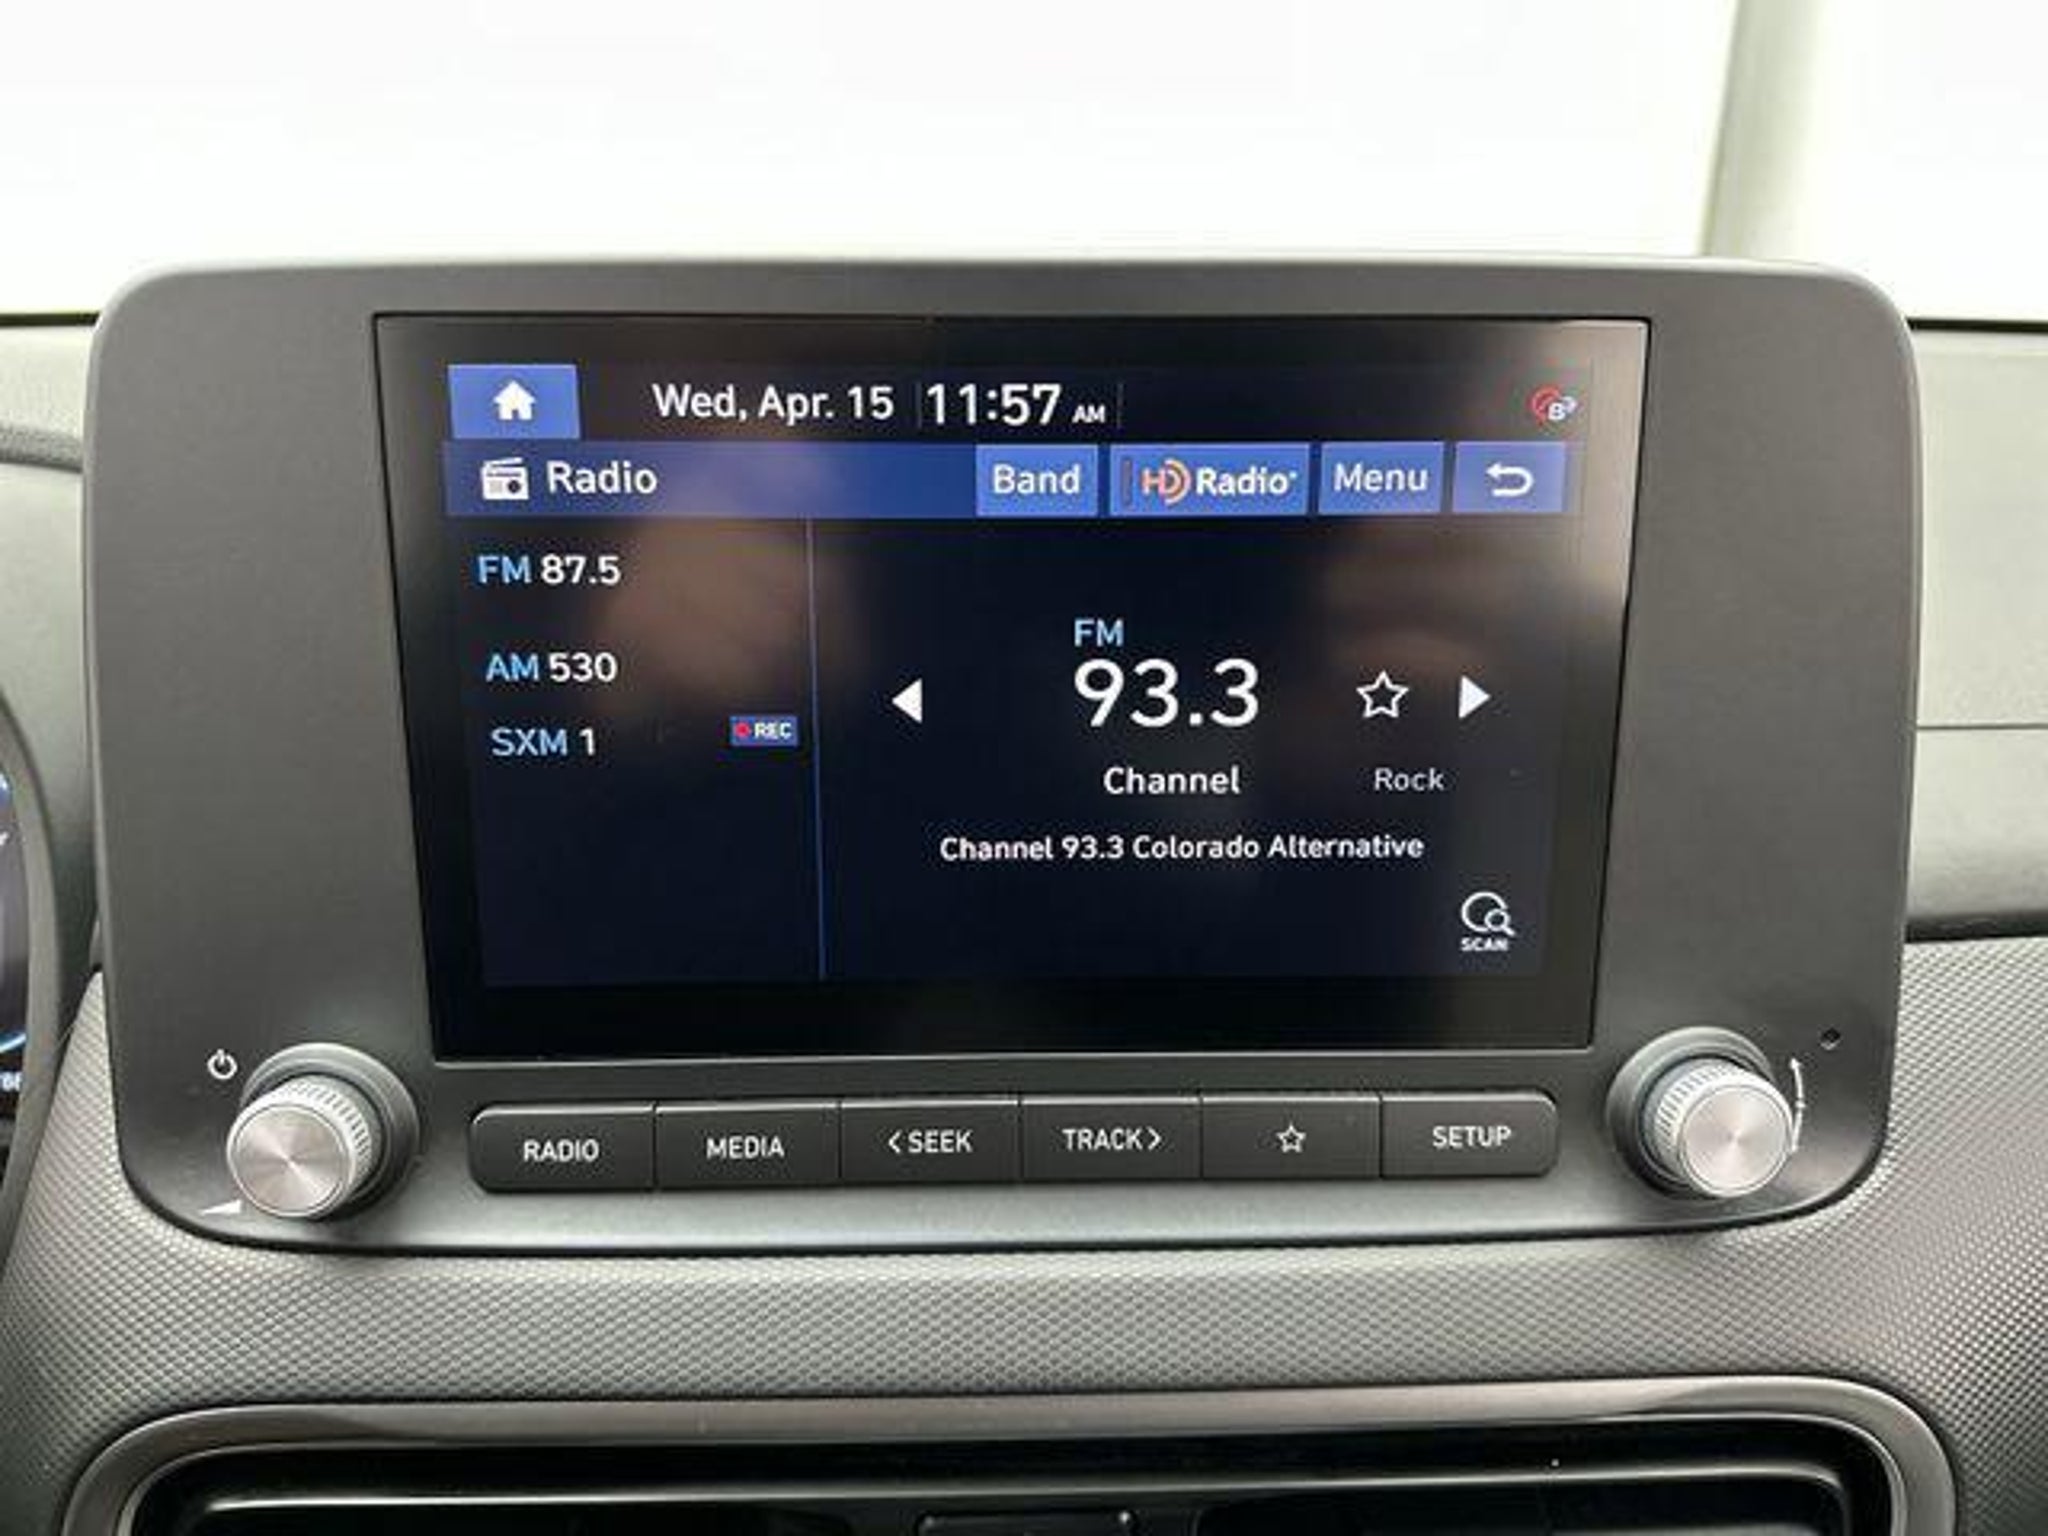 Wed, Apr. 15 11:57 AM
Radio Band HD Radio Menu
FM 87.5
AM 530
SXM 1 REC
FM
93.3
Channel Rock
Channel 93.3 Colorado Alternative
SCAN
RADIO MEDIA <SEEK TRACK> SETUP